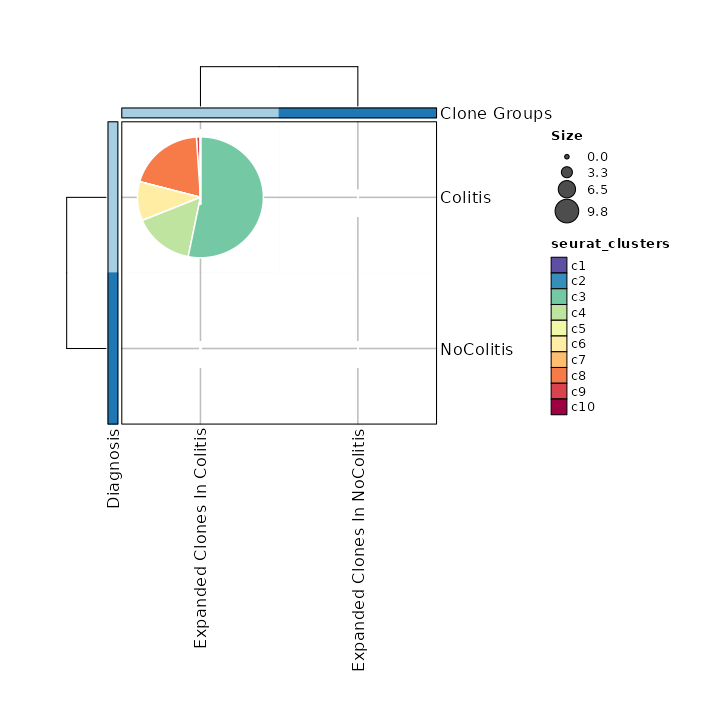 Clone Groups
Size
0.0
3.3
6.5
9.8
Colitis
NoColitis
seurat_clusters
c1
c2
c3
c4
c5
c6
c7
c8
c9
c10
Diagnosis
Expanded Clones In Colitis
Expanded Clones In NoColitis